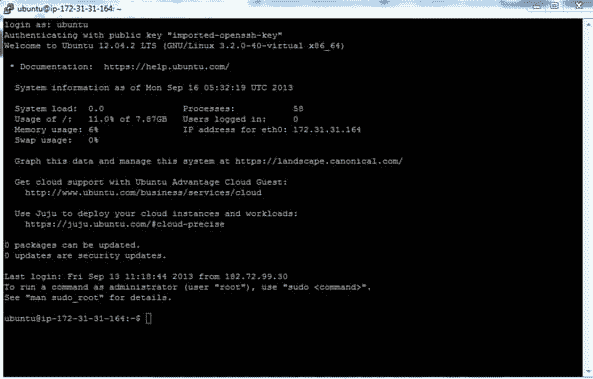 ubuntu@ip-172-31-31-164: ~
login as: ubuntu
Authenticating with public key "imported-openssh-key"
Welcome to Ubuntu 12.04.2 LTS (GNU/Linux 3.2.0-40-virtual x86_64)
* Documentation:  https://help.ubuntu.com/
System information as of Mon Sep 16 05:32:19 UTC 2013
System load:  0.0               Processes:           58
Usage of /:   11.0% of 7.87GB   Users logged in:     0
Memory usage: 6%                IP address for eth0: 172.31.31.164
Swap usage:   0%
Graph this data and manage this system at https://landscape.canonical.com/
Get cloud support with Ubuntu Advantage Cloud Guest:
http://www.ubuntu.com/business/services/cloud
Use Juju to deploy your cloud instances and workloads:
https://juju.ubuntu.com/#cloud-precise
0 packages can be updated.
0 updates are security updates.
Last login: Fri Sep 13 11:18:44 2013 from 182.72.99.30
To run a command as administrator (user "root"), use "sudo <command>".
See "man sudo_root" for details.
ubuntu@ip-172-31-31-164:~$